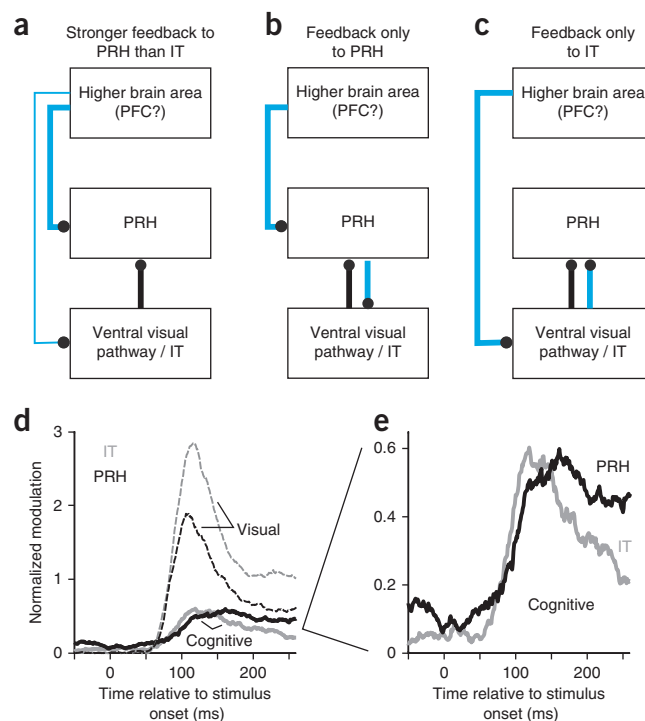 a
Stronger feedback to
PRH than IT
Higher brain area
(PFC?)
PRH
Ventral visual
pathway / IT
b
Feedback only
to PRH
Higher brain area
(PFC?)
PRH
Ventral visual
pathway / IT
c
Feedback only
to IT
Higher brain area
(PFC?)
PRH
Ventral visual
pathway / IT
d
Normalized modulation
3
2
1
0
IT
PRH
Visual
Cognitive
0
100
200
Time relative to stimulus
onset (ms)
e
0.6
0.4
0.2
0
PRH
IT
Cognitive
0
100
200
Time relative to stimulus
onset (ms)